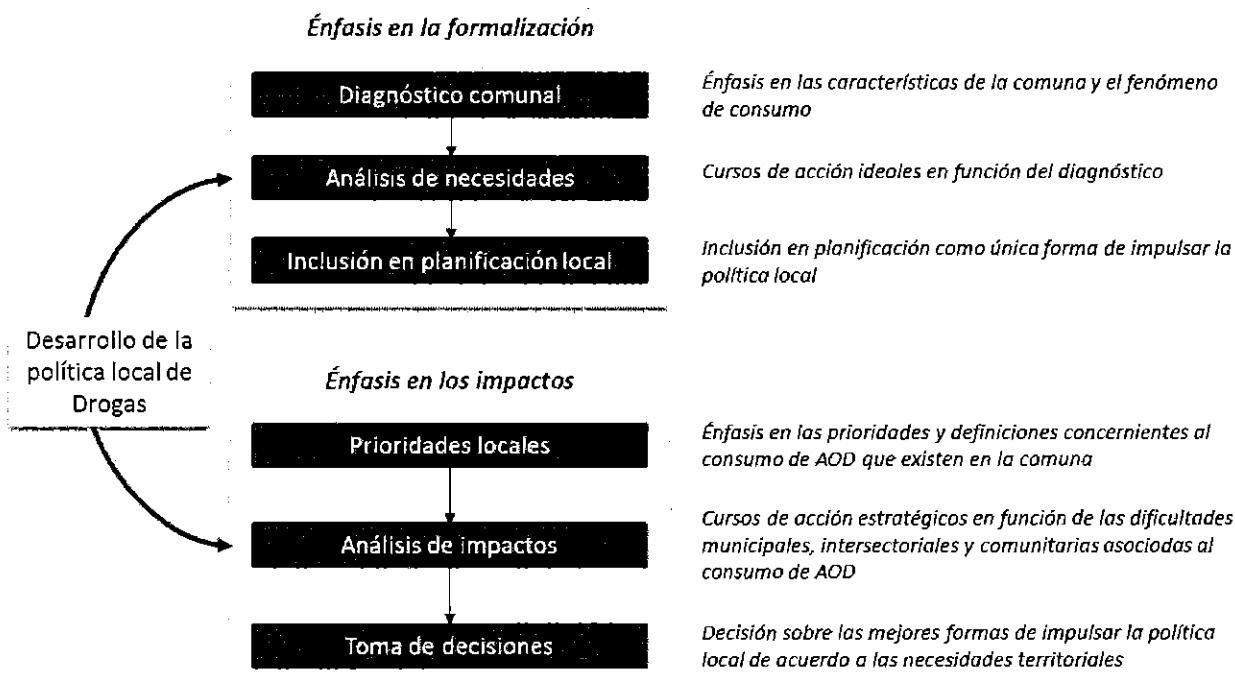 Énfasis en la formalización
Diagnóstico comunal
Énfasis en las características de la comuna y el fenómeno
de consumo
Análisis de necesidades
Cursos de acción ideoles en función del diagnóstico
Inclusión en planificación local
Inclusión en planificación como única forma de impulsar la
política local
Desarrollo de la
política local de
Drogas
Énfasis en los impactos
Prioridades locales
Énfasis en las prioridades y definiciones concernientes al
consumo de AOD que existen en la comuna
Análisis de impactos
Cursos de acción estratégicos en función de las dificultades
municipales, intersectoriales y comunitarias asociodas al
consumo de AOD
Toma de decisiones
Decisión sobre las mejores formas de impulsar la política
local de acuerdo a las necesidades territoriales